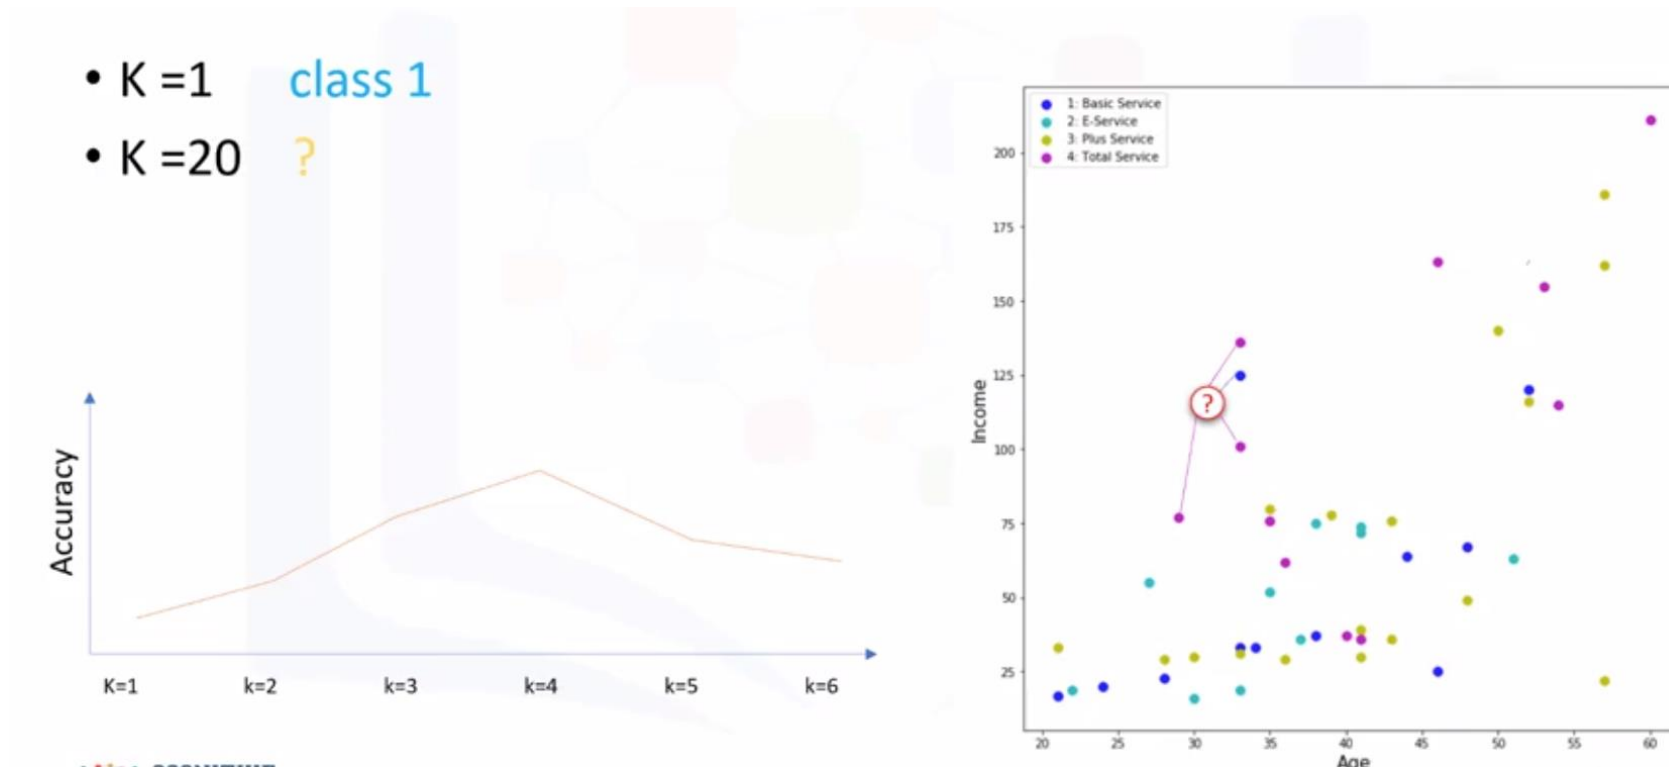 • K =1 class 1
• K =20 ?
Accuracy
K=1 k=2 k=3 k=4 k=5 k=6
1: Basic Service
2: E-Service
3: Plus Service
4: Total Service
Income
200
175
150
125
100
75
50
25
?
20 25 30 35 40 45 50 55 60
Age